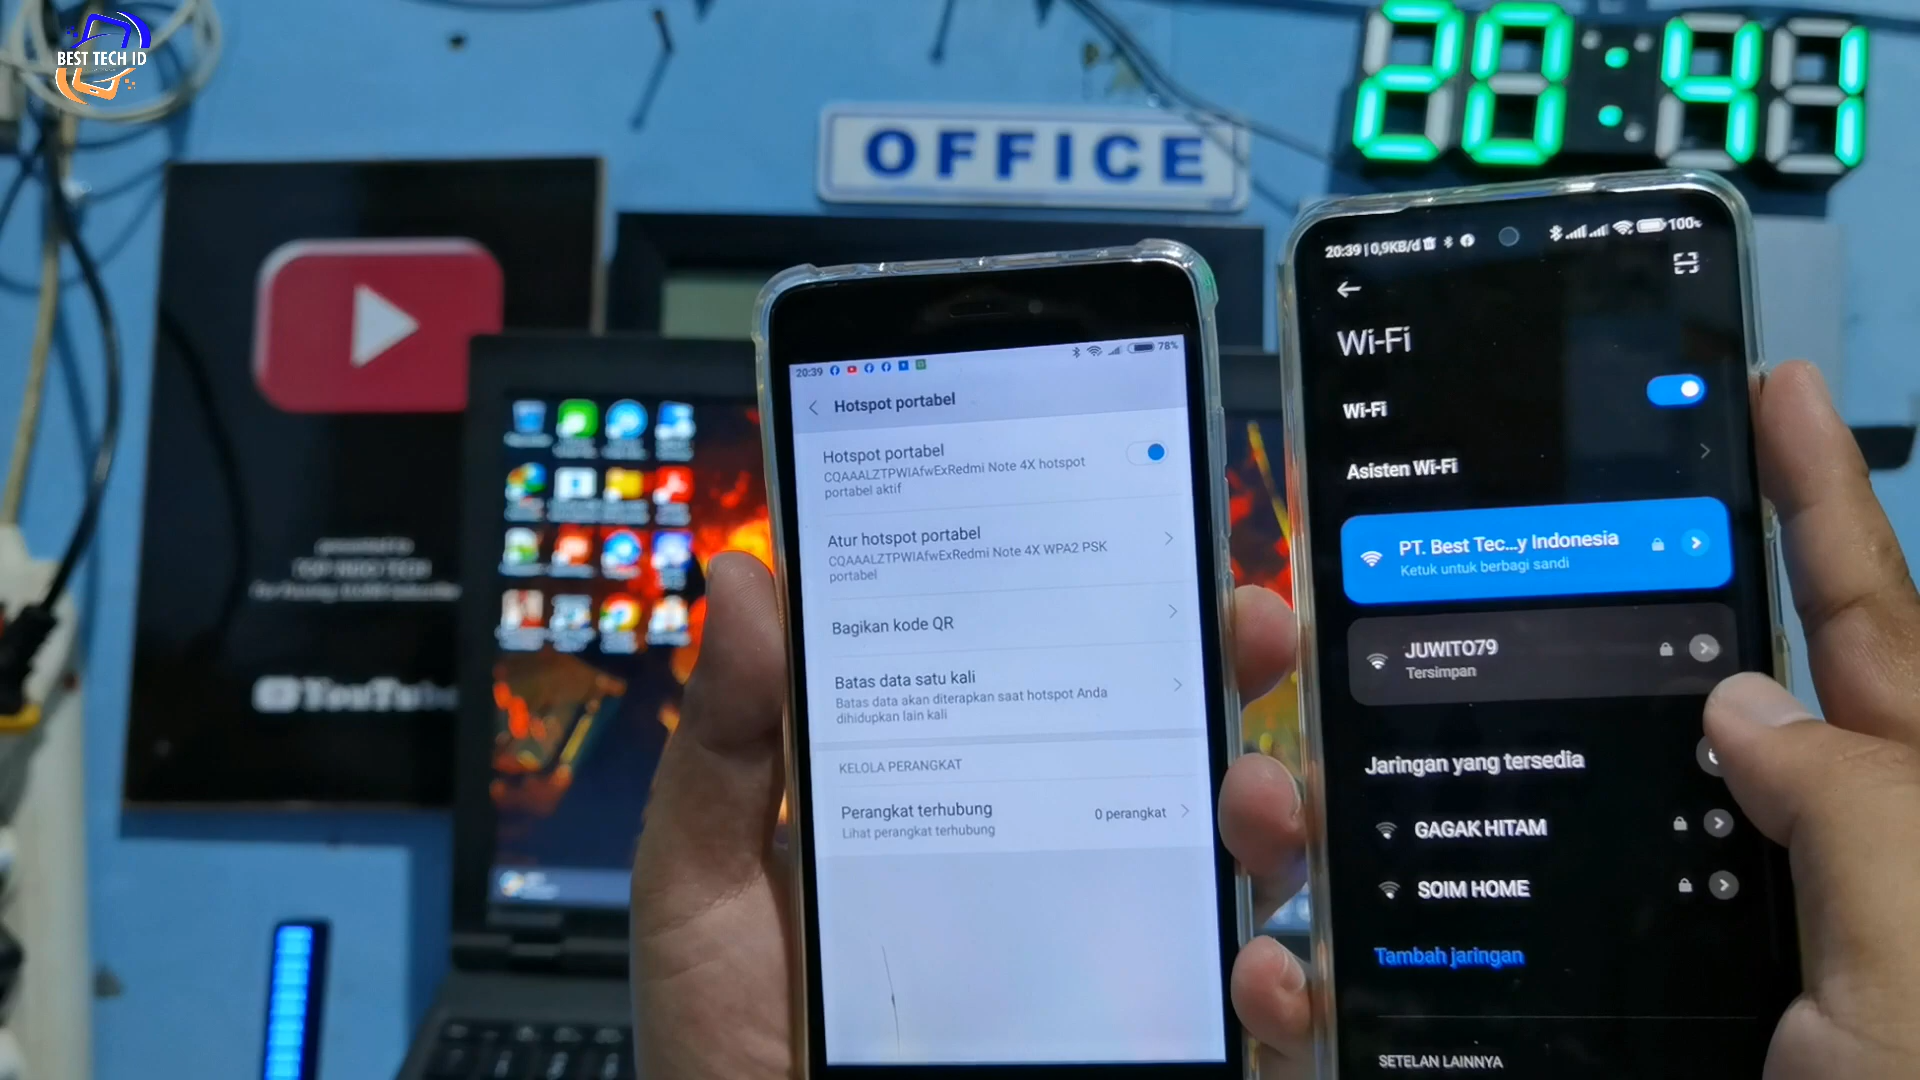 BEST TECH ID
20:41
OFFICE
YouTube
20:39
78%
Hotspot portabel
Hotspot portabel
CQAAALZTPWIAfwExRedmi Note 4X hotspot
portabel aktif
Atur hotspot portabel
CQAAALZTPWIAfwExRedmi Note 4X WPA2 PSK
portabel
Bagikan kode QR
Batas data satu kali
Batas data akan diterapkan saat hotspot Anda
dihidupkan lain kali
KELOLA PERANGKAT
Perangkat terhubung
0 perangkat
Lihat perangkat terhubung
20:39 | 0,9KB/d
100%
Wi-Fi
Wi-Fi
Asisten Wi-Fi
PT. Best Tec...y Indonesia
Ketuk untuk berbagi sandi
JUWITO79
Tersimpan
Jaringan yang tersedia
GAGAK HITAM
SOIM HOME
Tambah jaringan
SETELAN LAINNYA